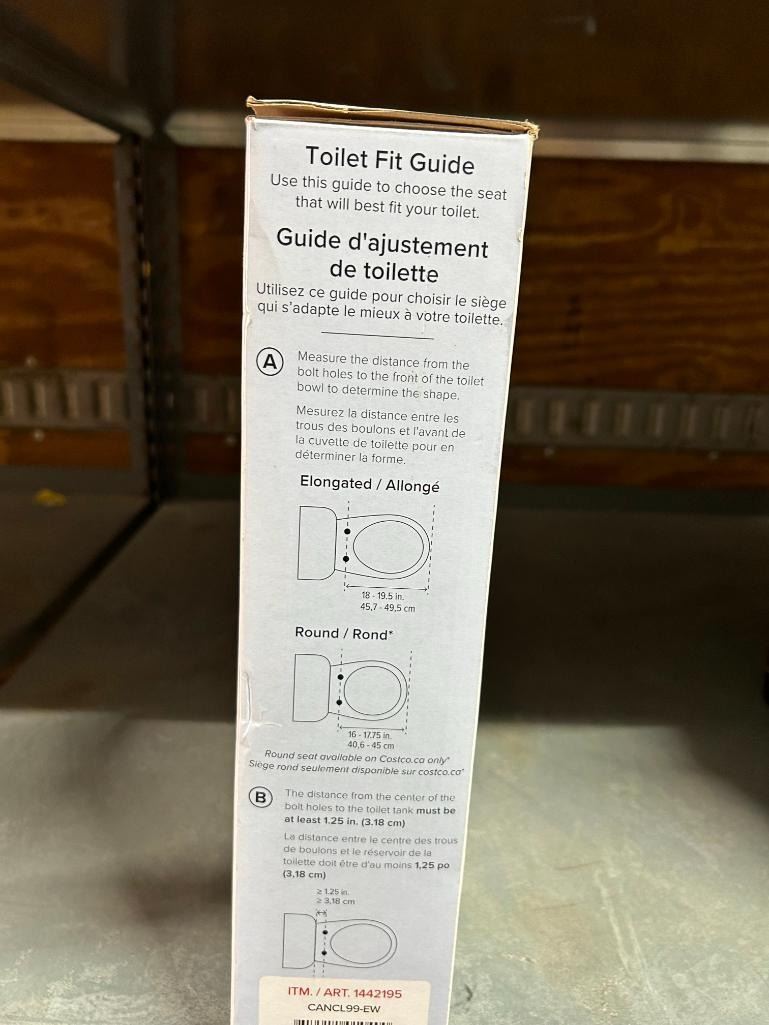 Toilet Fit Guide
Use this guide to choose the seat
that will best fit your toilet.
Guide d'ajustement
de toilette
Utilisez ce guide pour choisir le siège
qui s'adapte le mieux à votre toilette.
A
Measure the distance from the
bolt holes to the front of the toilet
bowl to determine the shape.
Mesurez la distance entre les
trous des boulons et l'avant de
la cuvette de toilette pour en
déterminer la forme.
Elongated / Allongé
18 - 19.5 in.
45,7 - 49,5 cm
Round / Rond*
16 - 17.75 in.
40,6 - 45 cm
Round seat available on Costco.ca only*
Siège rond seulement disponible sur costco.ca*
B
The distance from the center of the
bolt holes to the toilet tank must be
at least 1.25 in. (3.18 cm)
La distance entre le centre des trous
de boulons et le réservoir de la
toilette doit être d'au moins 1,25 po
(3,18 cm)
≥ 1.25 in.
≥ 3,18 cm
ITM. / ART. 1442195
CANCL99-EW